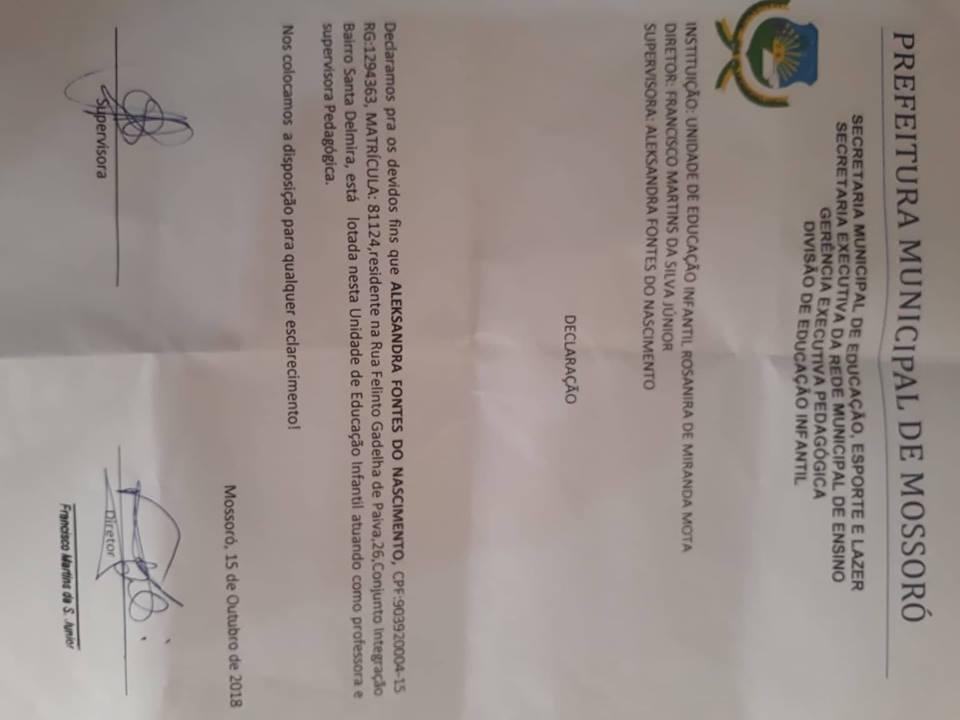 PREFEITURA MUNICIPAL DE MOSSORÓ
SECRETARIA MUNICIPAL DE EDUCAÇÃO, ESPORTE E LAZER
SECRETARIA EXECUTIVA DA REDE MUNICIPAL DE ENSINO
GERÊNCIA EXECUTIVA PEDAGÓGICA
DIVISÃO DE EDUCAÇÃO INFANTIL
INSTITUIÇÃO: UNIDADE DE EDUCAÇÃO INFANTIL ROSANIRA DE MIRANDA MOTA
DIRETOR: FRANCISCO MARTINS DA SILVA JÚNIOR
SUPERVISORA: ALEKSANDRA FONTES DO NASCIMENTO
DECLARAÇÃO
Declaramos pra os devidos fins que ALEKSANDRA FONTES DO NASCIMENTO, CPF:903920004-15
RG:1294363, MATRÍCULA: 81124,residente na Rua Felinto Gadelha de Paiva,26,Conjunto Integração
Bairro Santa Delmira, está lotada nesta Unidade de Educação Infantil atuando como professora e
supervisora Pedagógica.
Nos colocamos a disposição para qualquer esclarecimento!
Mossoró, 15 de Outubro de 2018
Supervisora
Diretor
Francisco Martins da S. Junior